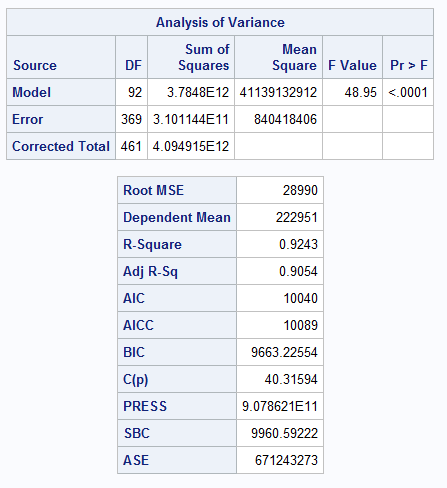 Analysis of Variance
Source DF Sum of Squares Mean Square F Value Pr > F
Model 92 3.7848E12 41139132912 48.95 <.0001
Error 369 3.101144E11 840418406
Corrected Total 461 4.094915E12
Root MSE 28990
Dependent Mean 222951
R-Square 0.9243
Adj R-Sq 0.9054
AIC 10040
AICC 10089
BIC 9663.22554
C(p) 40.31594
PRESS 9.078621E11
SBC 9960.59222
ASE 671243273